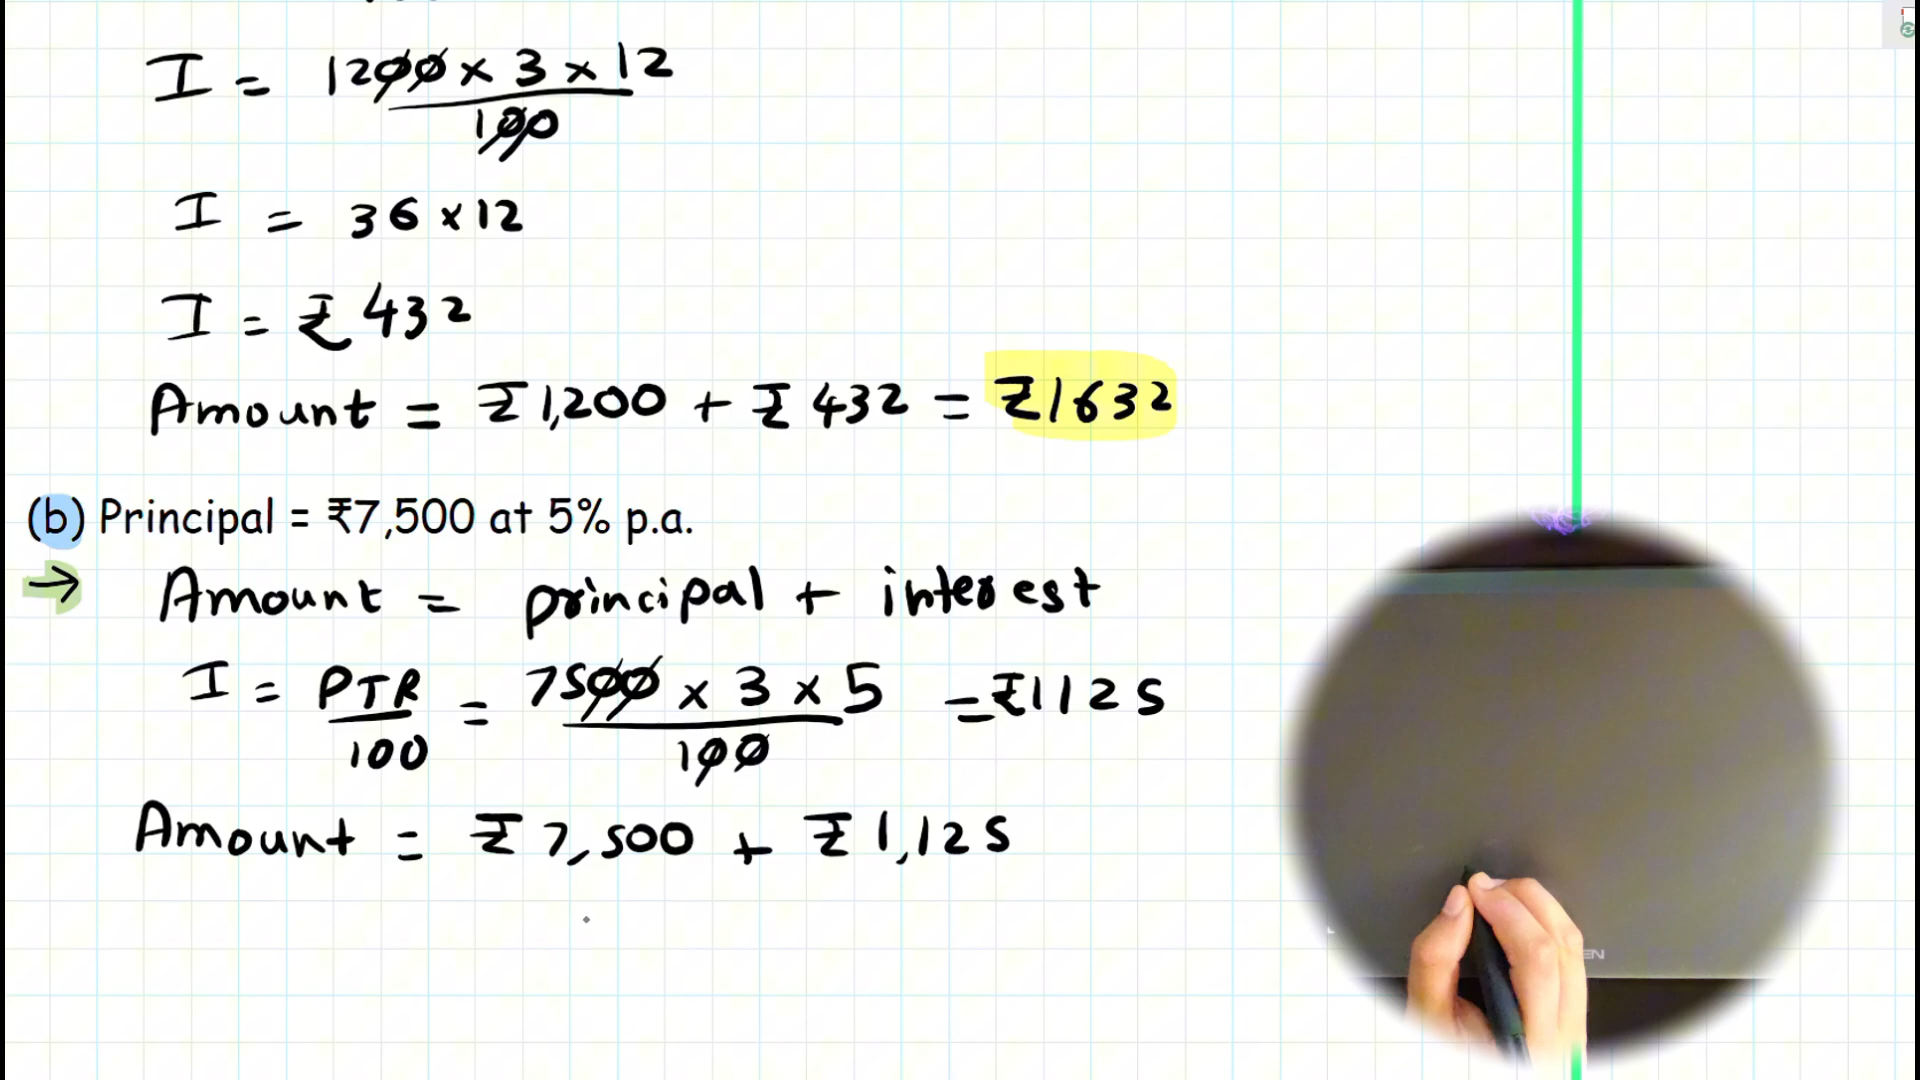 I = 1200 x 3 x 12
100
I = 36 x 12
I = ₹ 432
Amount = ₹ 1,200 + ₹ 432 = ₹1632
(b) Principal = ₹7,500 at 5% p.a.
→ Amount = principal + interest
I = PTR = 7500 x 3 x 5 = ₹1125
100 100
Amount = ₹ 7,500 + ₹ 1,125
EN